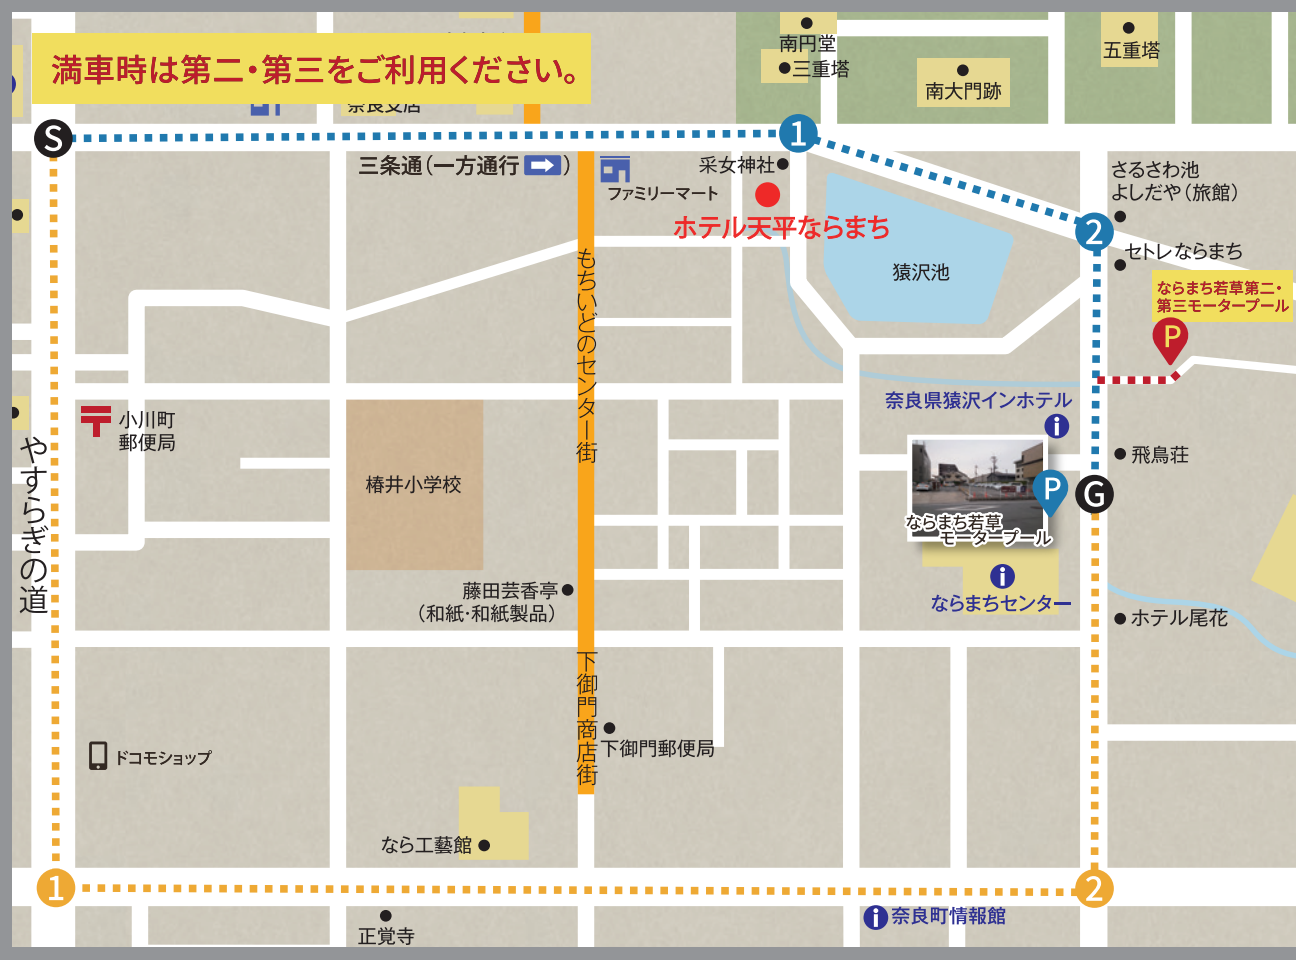 満車時は第二・第三をご利用ください。
奈良支店
南円堂
三重塔
五重塔
南大門跡
S
1
三条通（一方通行 ）
ファミリーマート
采女神社
ホテル天平ならまち
猿沢池
さるさわ池
よしだや（旅館）
2
セトレならまち
ならまち若草第二・
第三モータープール
P
もちいどのセンター街
小川町
郵便局
やすらぎの道
椿井小学校
奈良県猿沢インホテル
i
飛鳥荘
P
G
ならまち若草
モータープール
i
ならまちセンター
藤田芸香亭
（和紙・和紙製品）
ホテル尾花
下御門商店街
下御門郵便局
ドコモショップ
なら工藝館
1
2
正覚寺
i
奈良町情報館